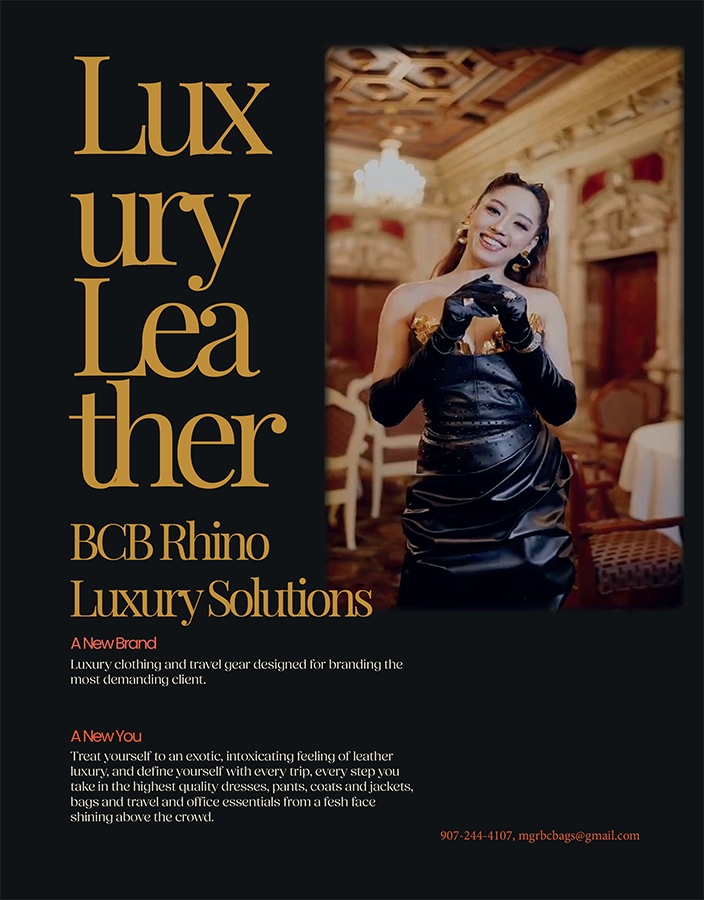 Lux
ury
Lea
ther
BCB Rhino
Luxury Solutions
A New Brand
Luxury clothing and travel gear designed for branding the
most demanding client.
A New You
Treat yourself to an exotic, intoxicating feeling of leather
luxury, and define yourself with every trip, every step you
take in the highest quality dresses, pants, coats and jackets,
bags and travel and office essentials from a fesh face
shining above the crowd.
907-244-4107, mgrbcbags@gmail.com